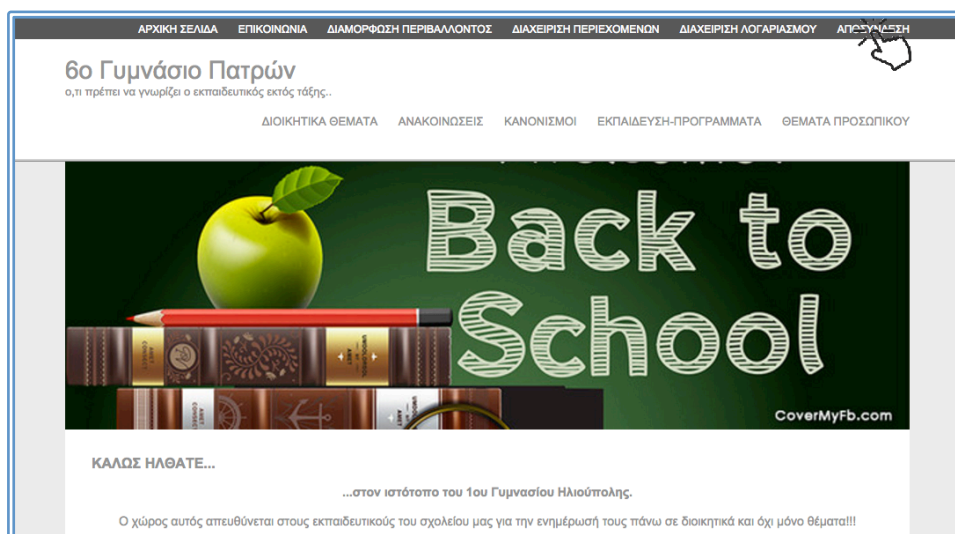 ΑΡΧΙΚΗ ΣΕΛΙΔΑ ΕΠΙΚΟΙΝΩΝΙΑ ΔΙΑΜΟΡΦΩΣΗ ΠΕΡΙΒΑΛΛΟΝΤΟΣ ΔΙΑΧΕΙΡΙΣΗ ΠΕΡΙΕΧΟΜΕΝΩΝ ΔΙΑΧΕΙΡΙΣΗ ΛΟΓΑΡΙΑΣΜΟΥ ΑΠΟΣΥΝΔΕΣΗ
6ο Γυμνάσιο Πατρών
ο,τι πρέπει να γνωρίζει ο εκπαιδευτικός εκτός τάξης..
ΔΙΟΙΚΗΤΙΚΑ ΘΕΜΑΤΑ ΑΝΑΚΟΙΝΩΣΕΙΣ ΚΑΝΟΝΙΣΜΟΙ ΕΚΠΑΙΔΕΥΣΗ-ΠΡΟΓΡΑΜΜΑΤΑ ΘΕΜΑΤΑ ΠΡΟΣΩΠΙΚΟΥ
Back to
School
CoverMyFb.com
ΚΑΛΩΣ ΗΛΘΑΤΕ...
...στον ιστότοπο του 1ου Γυμνασίου Ηλιούπολης.
Ο χώρος αυτός απευθύνεται στους εκπαιδευτικούς του σχολείου μας για την ενημέρωσή τους πάνω σε διοικητικά και όχι μόνο θέματα!!!